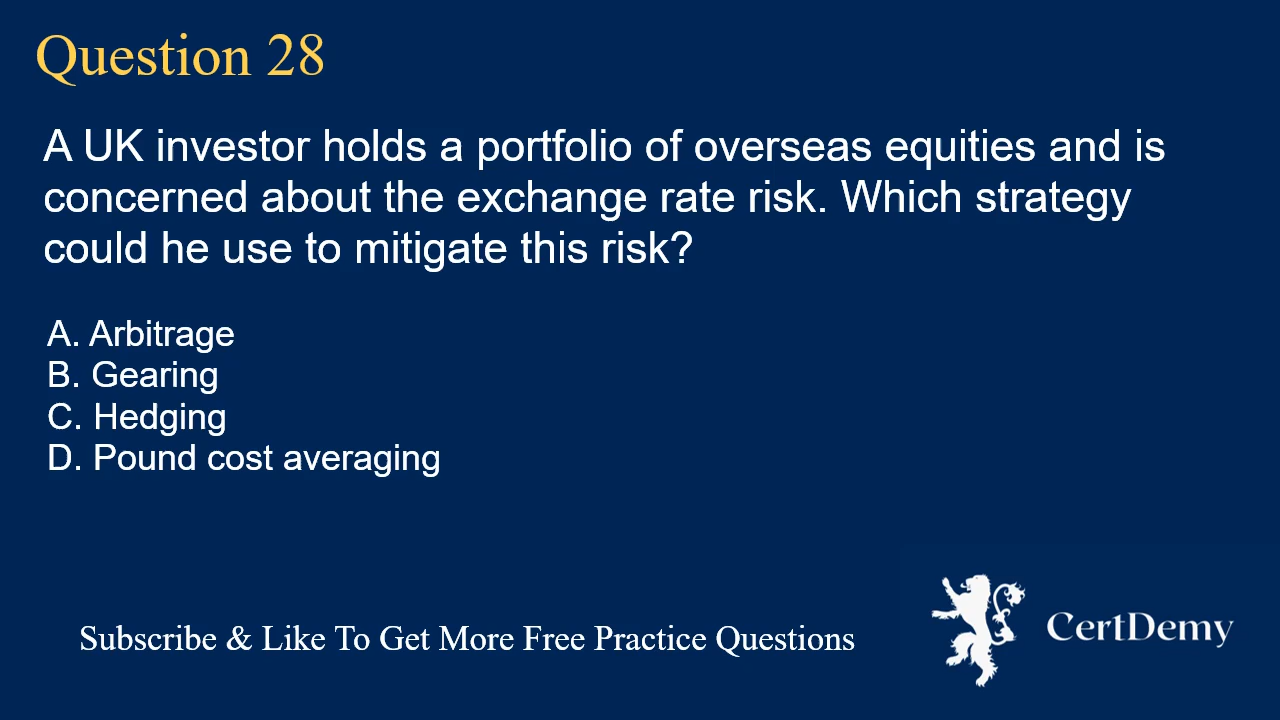 Question 28
A UK investor holds a portfolio of overseas equities and is
concerned about the exchange rate risk. Which strategy
could he use to mitigate this risk?
A. Arbitrage
B. Gearing
C. Hedging
D. Pound cost averaging
Subscribe & Like To Get More Free Practice Questions
CertDemy